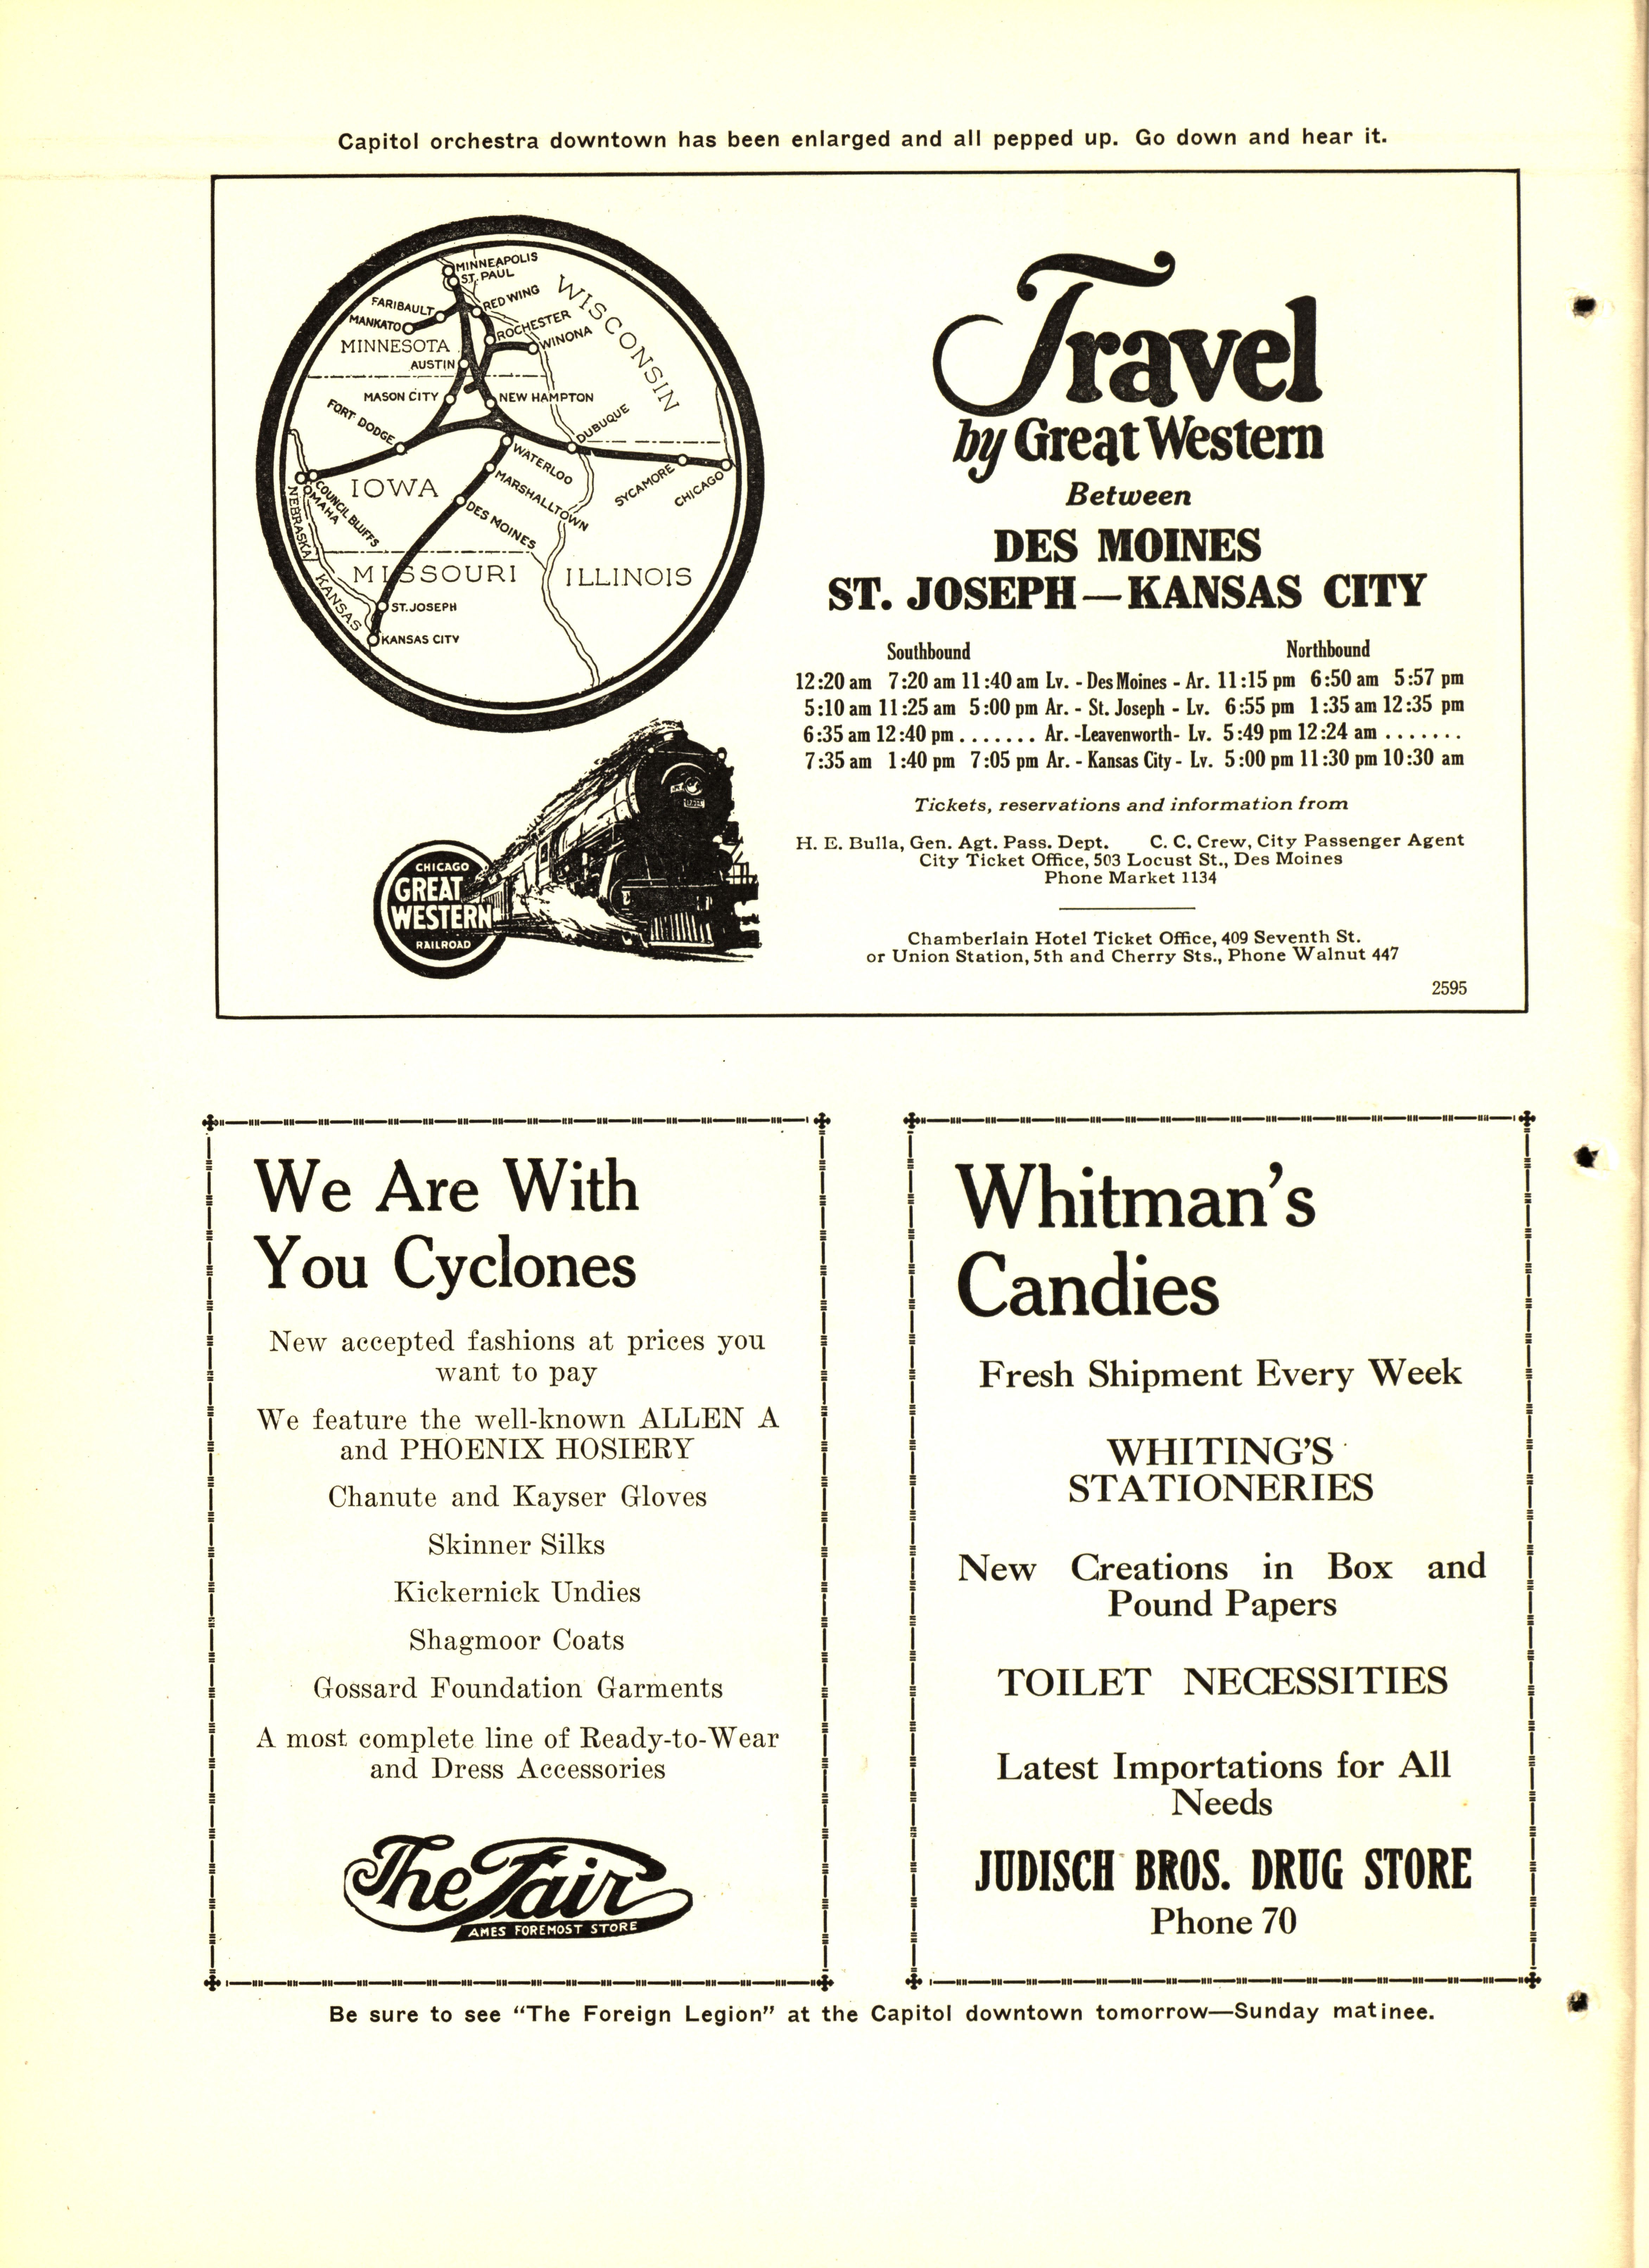 Capitol orchestra downtown has been enlarged and all pepped up. Go down and hear it.
MINNEAPOLIS
ST. PAUL
FARIBAULT
RED WING
MANKATO
ROCHESTER
WINONA
WISCONSIN
MINNESOTA
AUSTIN
MASON CITY
NEW HAMPTON
FORT DODGE
DUBUQUE
WATERLOO
SYCAMORE
CHICAGO
IOWA
MARSHALLTOWN
COUNCIL BLUFFS
OMAHA
NEBRASKA
DES MOINES
MISSOURI
ILLINOIS
KANSAS
ST. JOSEPH
KANSAS CITY
CHICAGO
GREAT
WESTERN
RAILROAD
Travel
by Great Western
Between
DES MOINES
ST. JOSEPH—KANSAS CITY
Southbound Northbound
12:20 am 7:20 am 11:40 am Lv. - Des Moines - Ar. 11:15 pm 6:50 am 5:57 pm
5:10 am 11:25 am 5:00 pm Ar. - St. Joseph - Lv. 6:55 pm 1:35 am 12:35 pm
6:35 am 12:40 pm ....... Ar. -Leavenworth- Lv. 5:49 pm 12:24 am .......
7:35 am 1:40 pm 7:05 pm Ar. - Kansas City - Lv. 5:00 pm 11:30 pm 10:30 am
Tickets, reservations and information from
H. E. Bulla, Gen. Agt. Pass. Dept. C. C. Crew, City Passenger Agent
City Ticket Office, 503 Locust St., Des Moines
Phone Market 1134
Chamberlain Hotel Ticket Office, 409 Seventh St.
or Union Station, 5th and Cherry Sts., Phone Walnut 447
2595
We Are With
You Cyclones
New accepted fashions at prices you
want to pay
We feature the well-known ALLEN A
and PHOENIX HOSIERY
Chanute and Kayser Gloves
Skinner Silks
Kickernick Undies
Shagmoor Coats
Gossard Foundation Garments
A most complete line of Ready-to-Wear
and Dress Accessories
The Fair
AMES FOREMOST STORE
Whitman's
Candies
Fresh Shipment Every Week
WHITING'S
STATIONERIES
New Creations in Box and
Pound Papers
TOILET NECESSITIES
Latest Importations for All
Needs
JUDISCH BROS. DRUG STORE
Phone 70
Be sure to see "The Foreign Legion" at the Capitol downtown tomorrow—Sunday matinee.